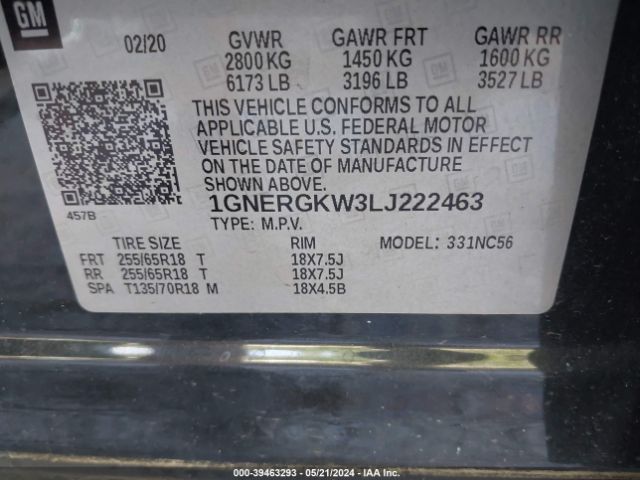 GM
02/20
GVWR GAWR FRT GAWR RR
2800 KG 1450 KG 1600 KG
6173 LB 3196 LB 3527 LB
THIS VEHICLE CONFORMS TO ALL
APPLICABLE U.S. FEDERAL MOTOR
VEHICLE SAFETY STANDARDS IN EFFECT
ON THE DATE OF MANUFACTURE
SHOWN ABOVE.
457B
1GNERGKW3LJ222463
TYPE: M.P.V.
TIRE SIZE RIM MODEL: 331NC56
FRT 255/65R18 T 18X7.5J
RR 255/65R18 T 18X7.5J
SPA T135/70R18 M 18X4.5B
000-39463293 - 05/21/2024 - IAA Inc.